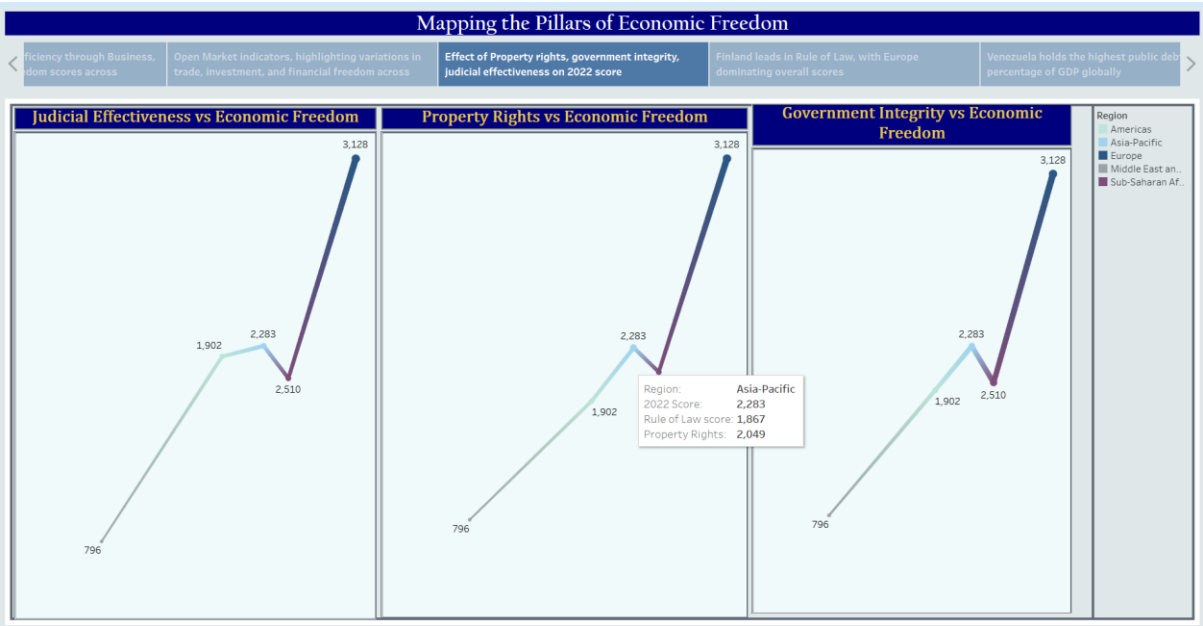 Mapping the Pillars of Economic Freedom
ficiency through Business,
dom scores across
Open Market indicators, highlighting variations in
trade, investment, and financial freedom across
Effect of Property rights, government integrity,
judicial effectiveness on 2022 score
Finland leads in Rule of Law, with Europe
dominating overall scores
Venezuela holds the highest public deb
percentage of GDP globally
Judicial Effectiveness vs Economic Freedom
3,128
1,902
2,283
2,510
796
Property Rights vs Economic Freedom
3,128
2,283
1,902
796
Region: Asia-Pacific
2022 Score: 2,283
Rule of Law score: 1,867
Property Rights: 2,049
Government Integrity vs Economic
Freedom
3,128
2,283
1,902
2,510
796
Region
Americas
Asia-Pacific
Europe
Middle East an..
Sub-Saharan Af..